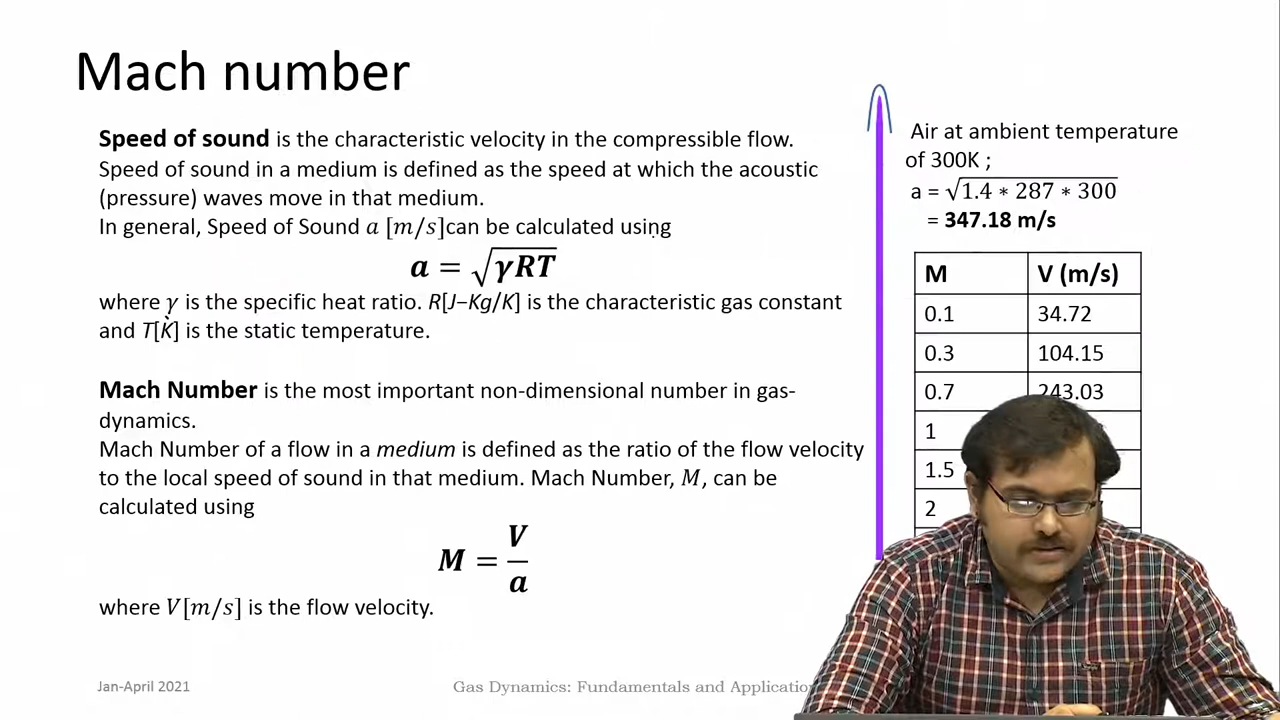 Mach number
Speed of sound is the characteristic velocity in the compressible flow.
Speed of sound in a medium is defined as the speed at which the acoustic
(pressure) waves move in that medium.
In general, Speed of Sound a [m/s]can be calculated using
a = √γRT
where γ is the specific heat ratio. R[J−Kg/K] is the characteristic gas constant
and T[K] is the static temperature.
Mach Number is the most important non-dimensional number in gas-
dynamics.
Mach Number of a flow in a medium is defined as the ratio of the flow velocity
to the local speed of sound in that medium. Mach Number, M, can be
calculated using
M = V/a
where V[m/s] is the flow velocity.
Air at ambient temperature
of 300K ;
a = √1.4 ∗ 287 ∗ 300
= 347.18 m/s
M V (m/s)
0.1 34.72
0.3 104.15
0.7 243.03
1
1.5
2
Jan-April 2021
Gas Dynamics: Fundamentals and